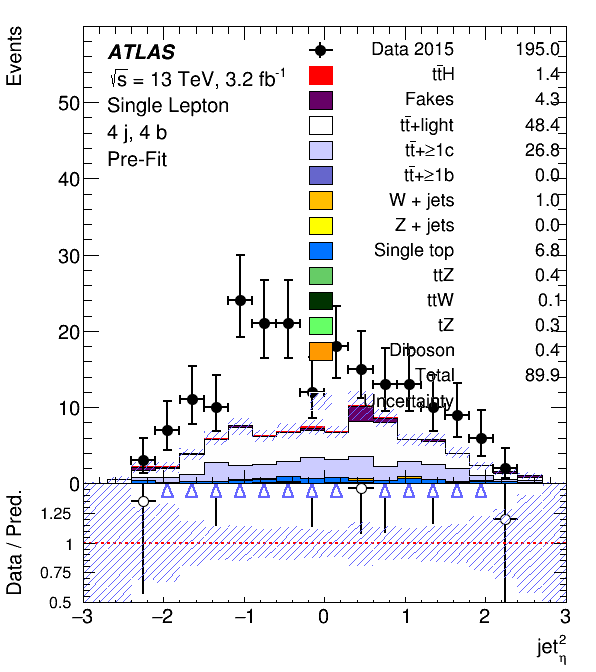 Events
ATLAS
√s = 13 TeV, 3.2 fb⁻¹
Single Lepton
4 j, 4 b
Pre-Fit
Data 2015 195.0
tt̄H 1.4
Fakes 4.3
tt̄+light 48.4
tt̄+≥1c 26.8
tt̄+≥1b 0.0
W + jets 1.0
Z + jets 0.0
Single top 6.8
ttZ 0.4
ttW 0.1
tZ 0.3
Diboson 0.4
Total 89.9
Uncertainty
50
40
30
20
10
0
Data / Pred.
1.25
1
0.75
0.5
−3 −2 −1 0 1 2 3
jet²_η